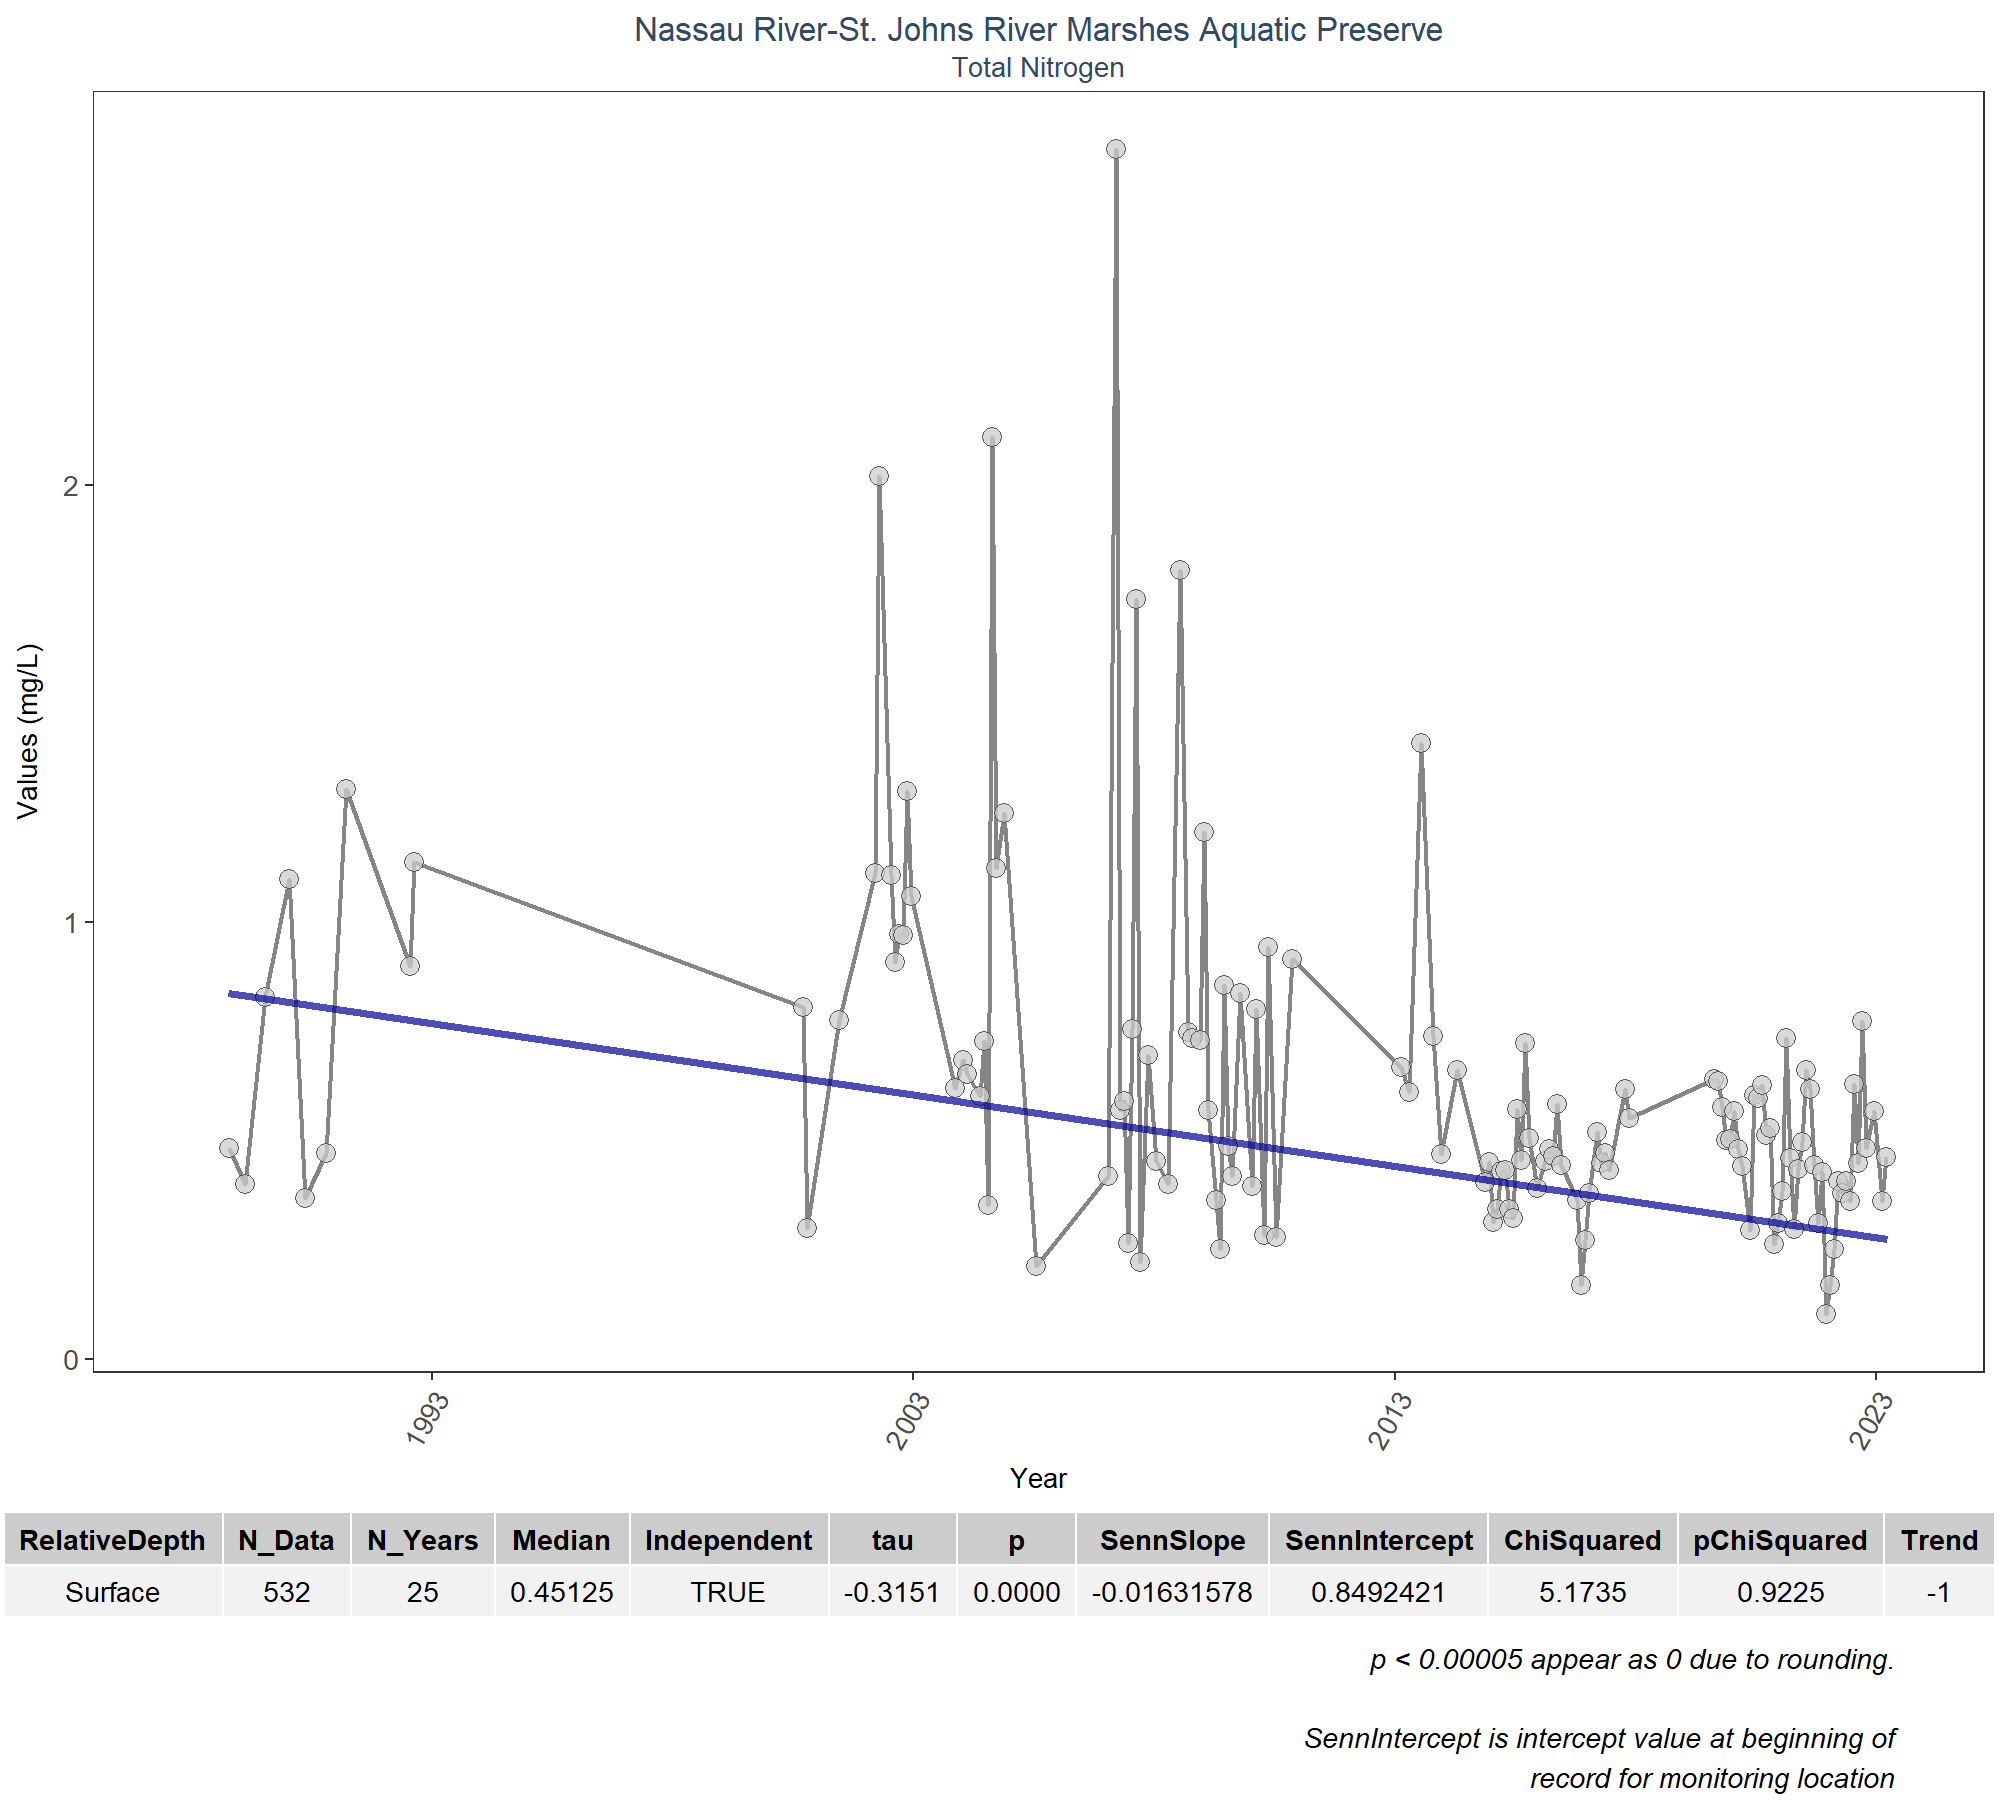 Nassau River-St. Johns River Marshes Aquatic Preserve
Total Nitrogen
Values (mg/L)
2
1
0
1993 2003 2013 2023
Year
RelativeDepth N_Data N_Years Median Independent tau p SennSlope SennIntercept ChiSquared pChiSquared Trend
Surface 532 25 0.45125 TRUE -0.3151 0.0000 -0.01631578 0.8492421 5.1735 0.9225 -1
p < 0.00005 appear as 0 due to rounding.
SennIntercept is intercept value at beginning of
record for monitoring location